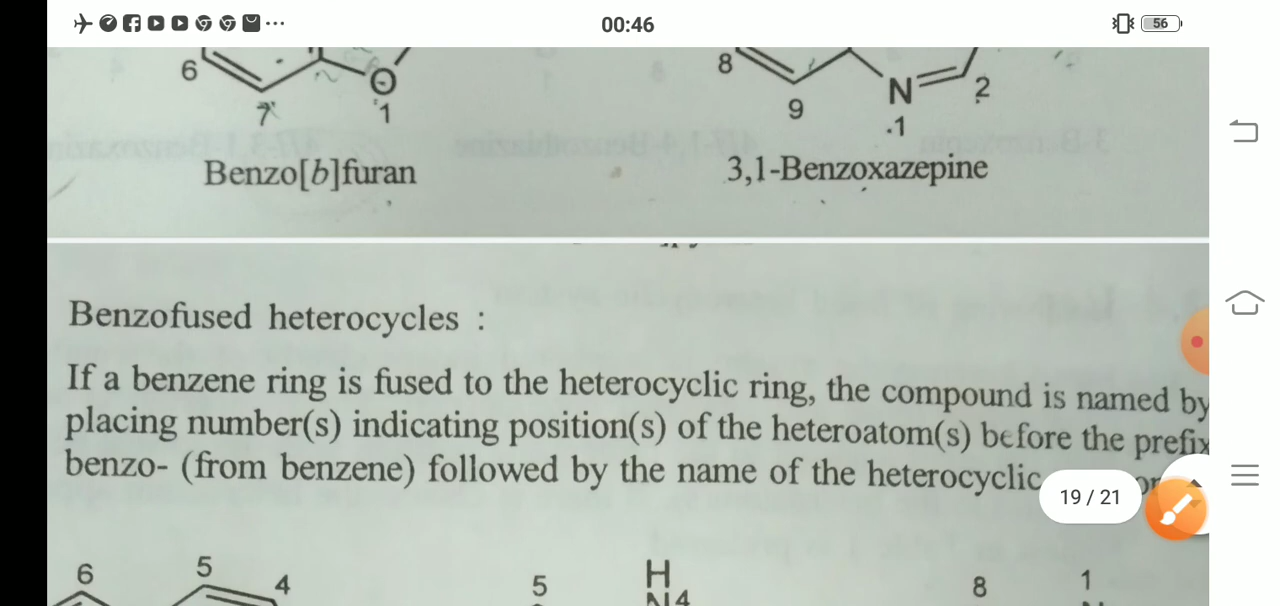 00:46
56
6
7
O
1
8
9
N
2
1
Benzo[b]furan
3,1-Benzoxazepine
Benzofused heterocycles :
If a benzene ring is fused to the heterocyclic ring, the compound is named by
placing number(s) indicating position(s) of the heteroatom(s) before the prefix
benzo- (from benzene) followed by the name of the heterocyclic
19 / 21
6
5
4
5
H
N4
8
1